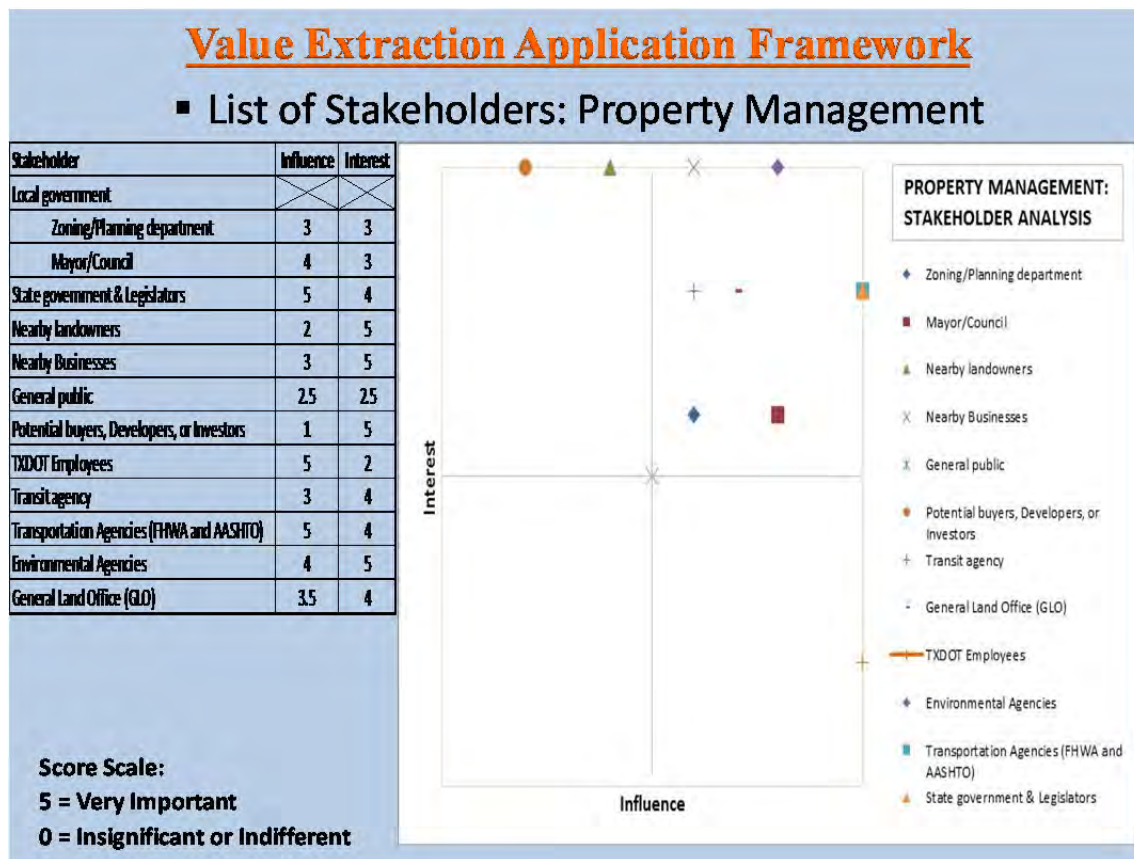 Value Extraction Application Framework
▪ List of Stakeholders: Property Management
Stakeholder Influence Interest
Local government
Zoning/Planning department 3 3
Mayor/Council 4 3
State government & Legislators 5 4
Nearby landowners 2 5
Nearby Businesses 3 5
General public 2.5 2.5
Potential buyers, Developers, or Investors 1 5
TXDOT Employees 5 2
Transit agency 3 4
Transportation Agencies (FHWA and AASHTO) 5 4
Environmental Agencies 4 5
General Land Office (GLO) 3.5 4
Score Scale:
5 = Very Important
0 = Insignificant or Indifferent
Interest
Influence
PROPERTY MANAGEMENT:
STAKEHOLDER ANALYSIS
Zoning/Planning department
Mayor/Council
Nearby landowners
Nearby Businesses
General public
Potential buyers, Developers, or
Investors
Transit agency
General Land Office (GLO)
TXDOT Employees
Environmental Agencies
Transportation Agencies (FHWA and
AASHTO)
State government & Legislators